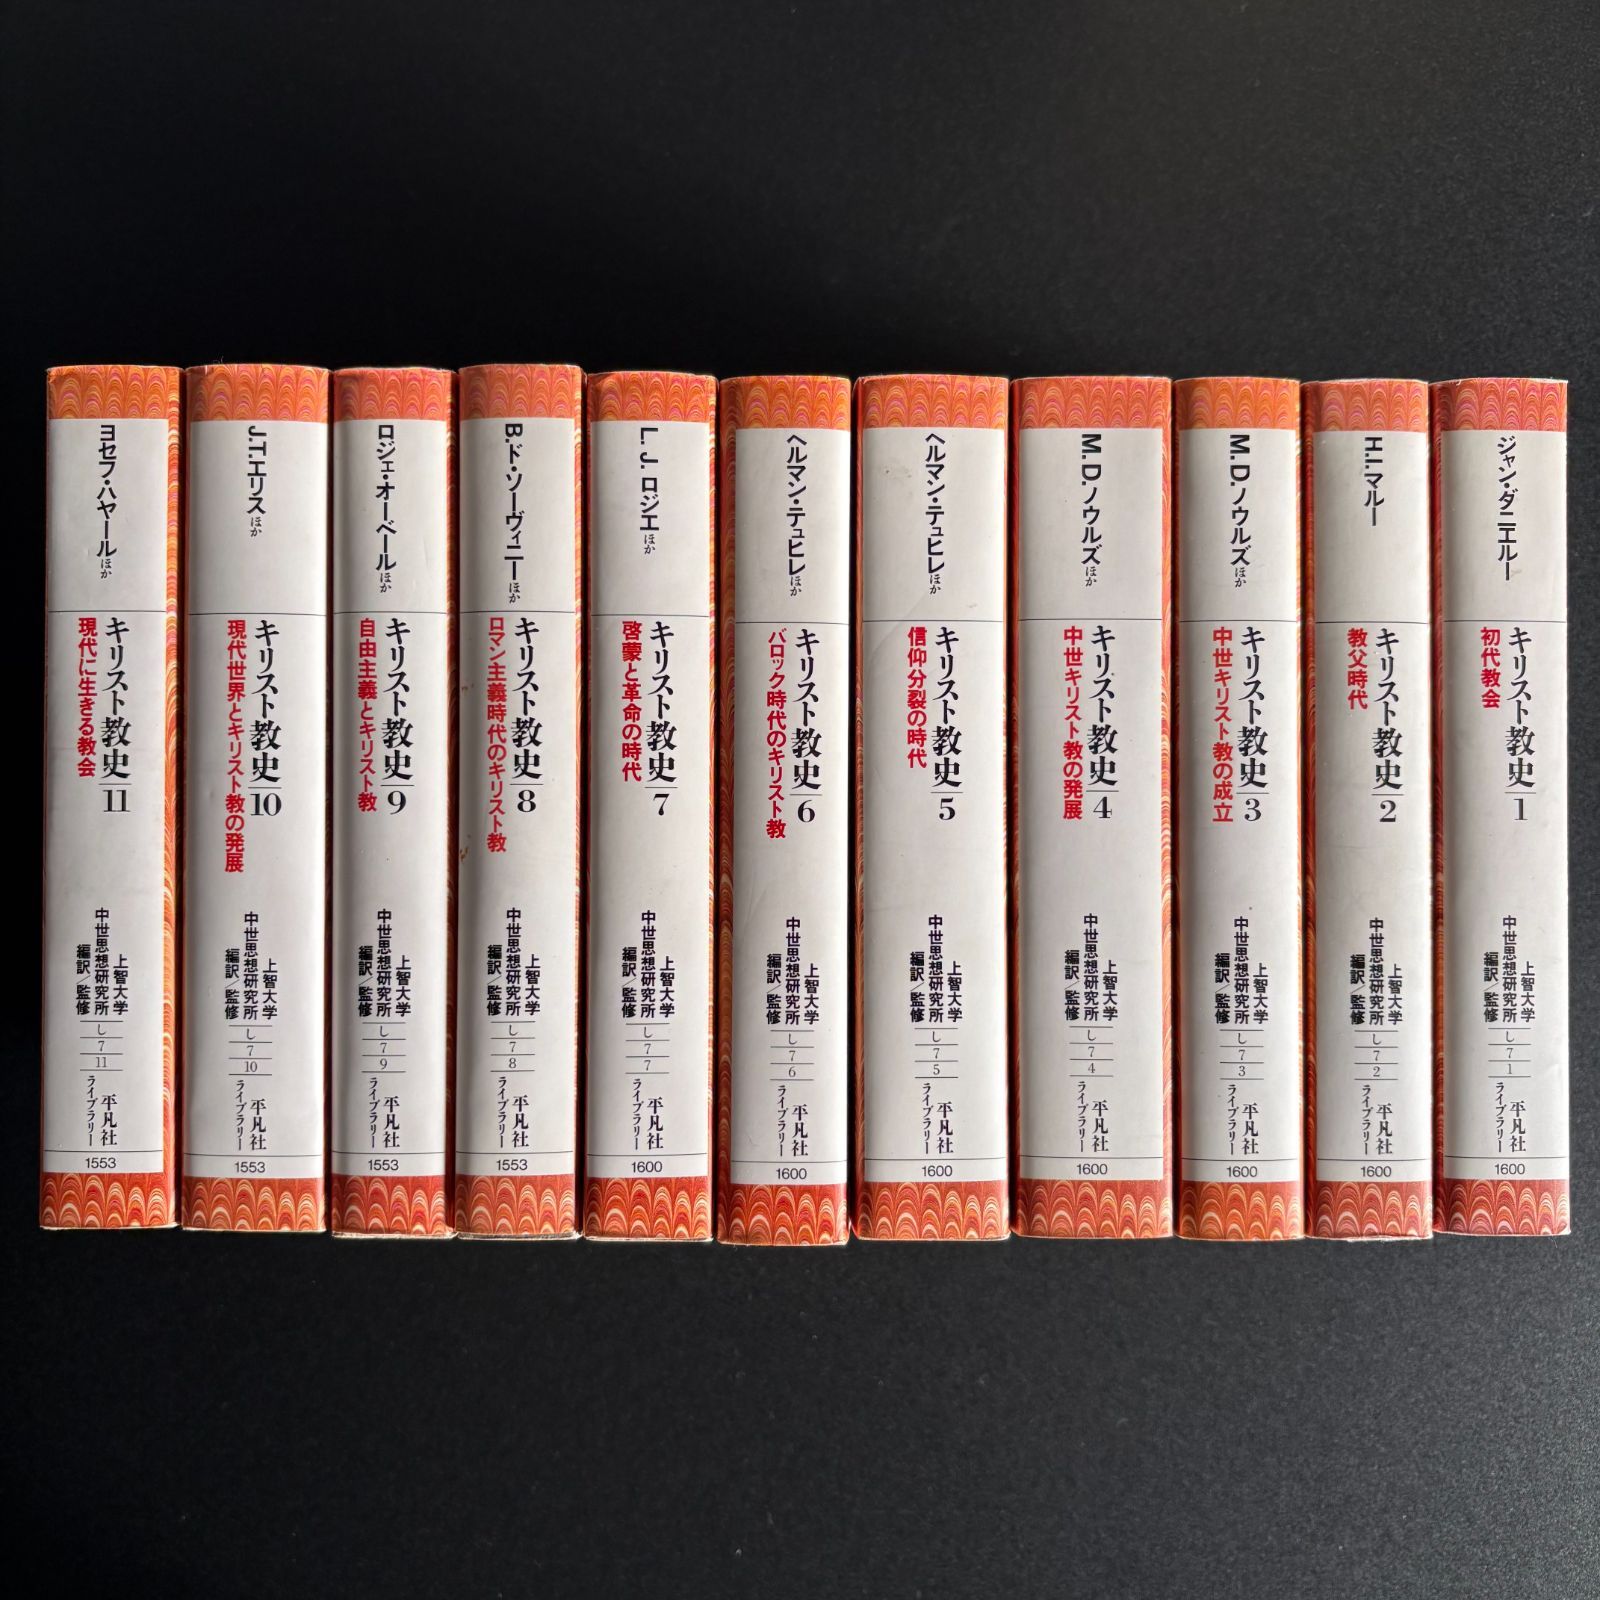 ジャン・ダニエルー
キリスト教史 1
初代教会
上智大学
中世思想研究所
編訳/監修
し
7
1
平凡社
ライブラリー
1600
H.I.マルー
キリスト教史 2
教父時代
上智大学
中世思想研究所
編訳/監修
し
7
2
平凡社
ライブラリー
1600
M.D.ノウルズほか
キリスト教史 3
中世キリスト教の成立
上智大学
中世思想研究所
編訳/監修
し
7
3
平凡社
ライブラリー
1600
M.D.ノウルズほか
キリスト教史 4
中世キリスト教の発展
上智大学
中世思想研究所
編訳/監修
し
7
4
平凡社
ライブラリー
1600
ヘルマン・テュヒレほか
キリスト教史 5
信仰分裂の時代
上智大学
中世思想研究所
編訳/監修
し
7
5
平凡社
ライブラリー
1600
ヘルマン・テュヒレほか
キリスト教史 6
バロック時代のキリスト教
上智大学
中世思想研究所
編訳/監修
し
7
6
平凡社
ライブラリー
1600
L.J.ロジエほか
キリスト教史 7
啓蒙と革命の時代
上智大学
中世思想研究所
編訳/監修
し
7
7
平凡社
ライブラリー
1600
B.ド・ソーヴィニーほか
キリスト教史 8
ロマン主義時代のキリスト教
上智大学
中世思想研究所
編訳/監修
し
7
8
平凡社
ライブラリー
1553
ロジェ・オーベールほか
キリスト教史 9
自由主義とキリスト教
上智大学
中世思想研究所
編訳/監修
し
7
9
平凡社
ライブラリー
1553
J.T.エリスほか
キリスト教史 10
現代世界とキリスト教の発展
上智大学
中世思想研究所
編訳/監修
し
7
10
平凡社
ライブラリー
1553
ヨセフ・ハヤールほか
キリスト教史 11
現代に生きる教会
上智大学
中世思想研究所
編訳/監修
し
7
11
平凡社
ライブラリー
1553